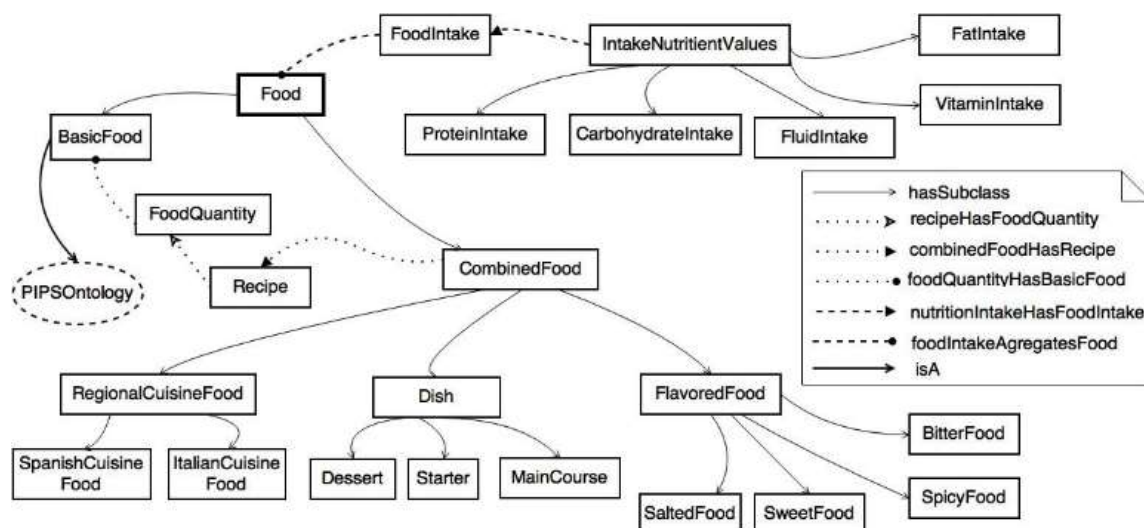 FoodIntake
IntakeNutritientValues
FatIntake
Food
VitaminIntake
BasicFood
ProteinIntake
CarbohydrateIntake
FluidIntake
hasSubclass
FoodQuantity
recipeHasFoodQuantity
combinedFoodHasRecipe
CombinedFood
foodQuantityHasBasicFood
Recipe
PIPSOntology
nutritionIntakeHasFoodIntake
foodIntakeAgregatesFood
isA
RegionalCuisineFood
Dish
FlavoredFood
BitterFood
SpanishCuisine
Food
ItalianCuisine
Food
Dessert
Starter
MainCourse
SpicyFood
SaltedFood
SweetFood